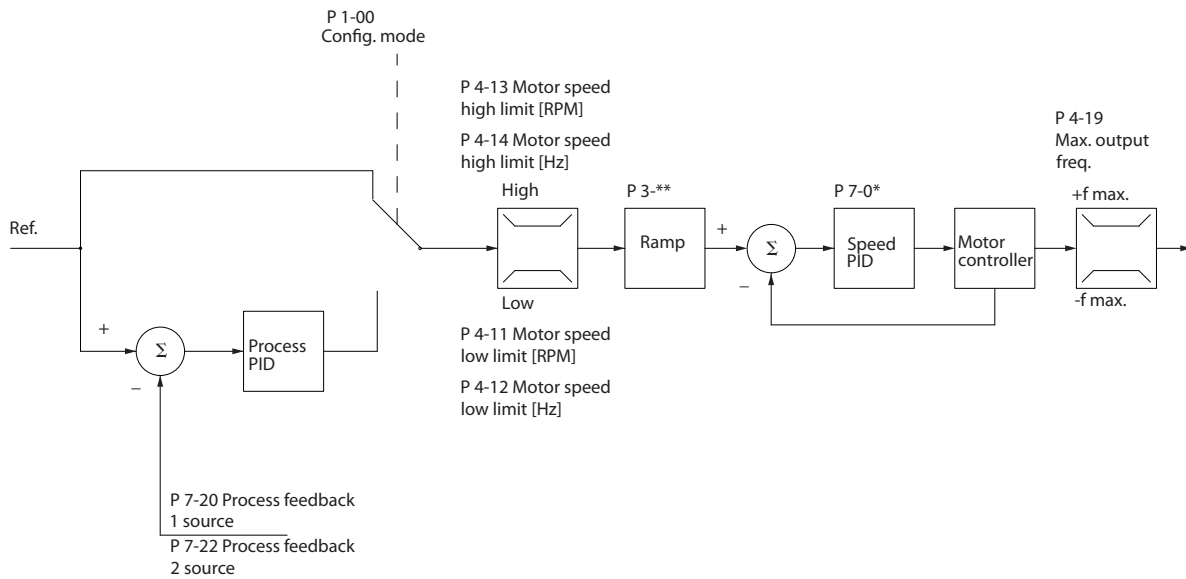 P 1-00
Config. mode
P 4-13 Motor speed
high limit [RPM]
P 4-14 Motor speed
high limit [Hz]
P 4-19
Max. output
freq.
High
P 3-**
P 7-0*
+f max.
Ref.
+
Σ
Ramp
Speed
PID
Motor
controller
−
Low
-f max.
+
Σ
Process
PID
−
P 4-11 Motor speed
low limit [RPM]
P 4-12 Motor speed
low limit [Hz]
P 7-20 Process feedback
1 source
P 7-22 Process feedback
2 source